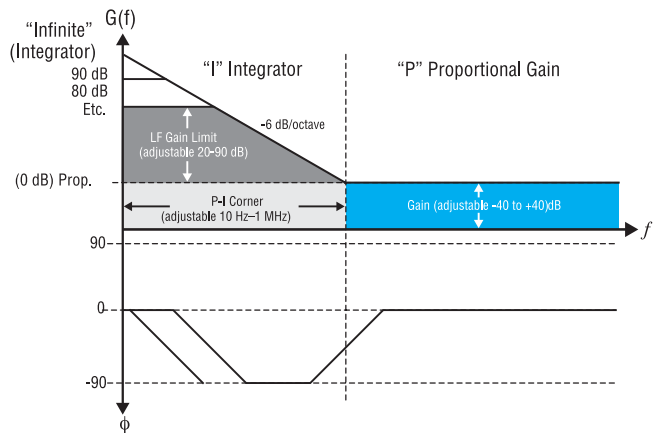 “Infinite”
(Integrator)
G(f)
90 dB
80 dB
Etc.
“I” Integrator
“P” Proportional Gain
-6 dB/octave
LF Gain Limit
(adjustable 20–90 dB)
(0 dB) Prop.
P-I Corner
(adjustable 10 Hz–1 MHz)
Gain (adjustable -40 to +40)dB
f
90
0
-90
ϕ